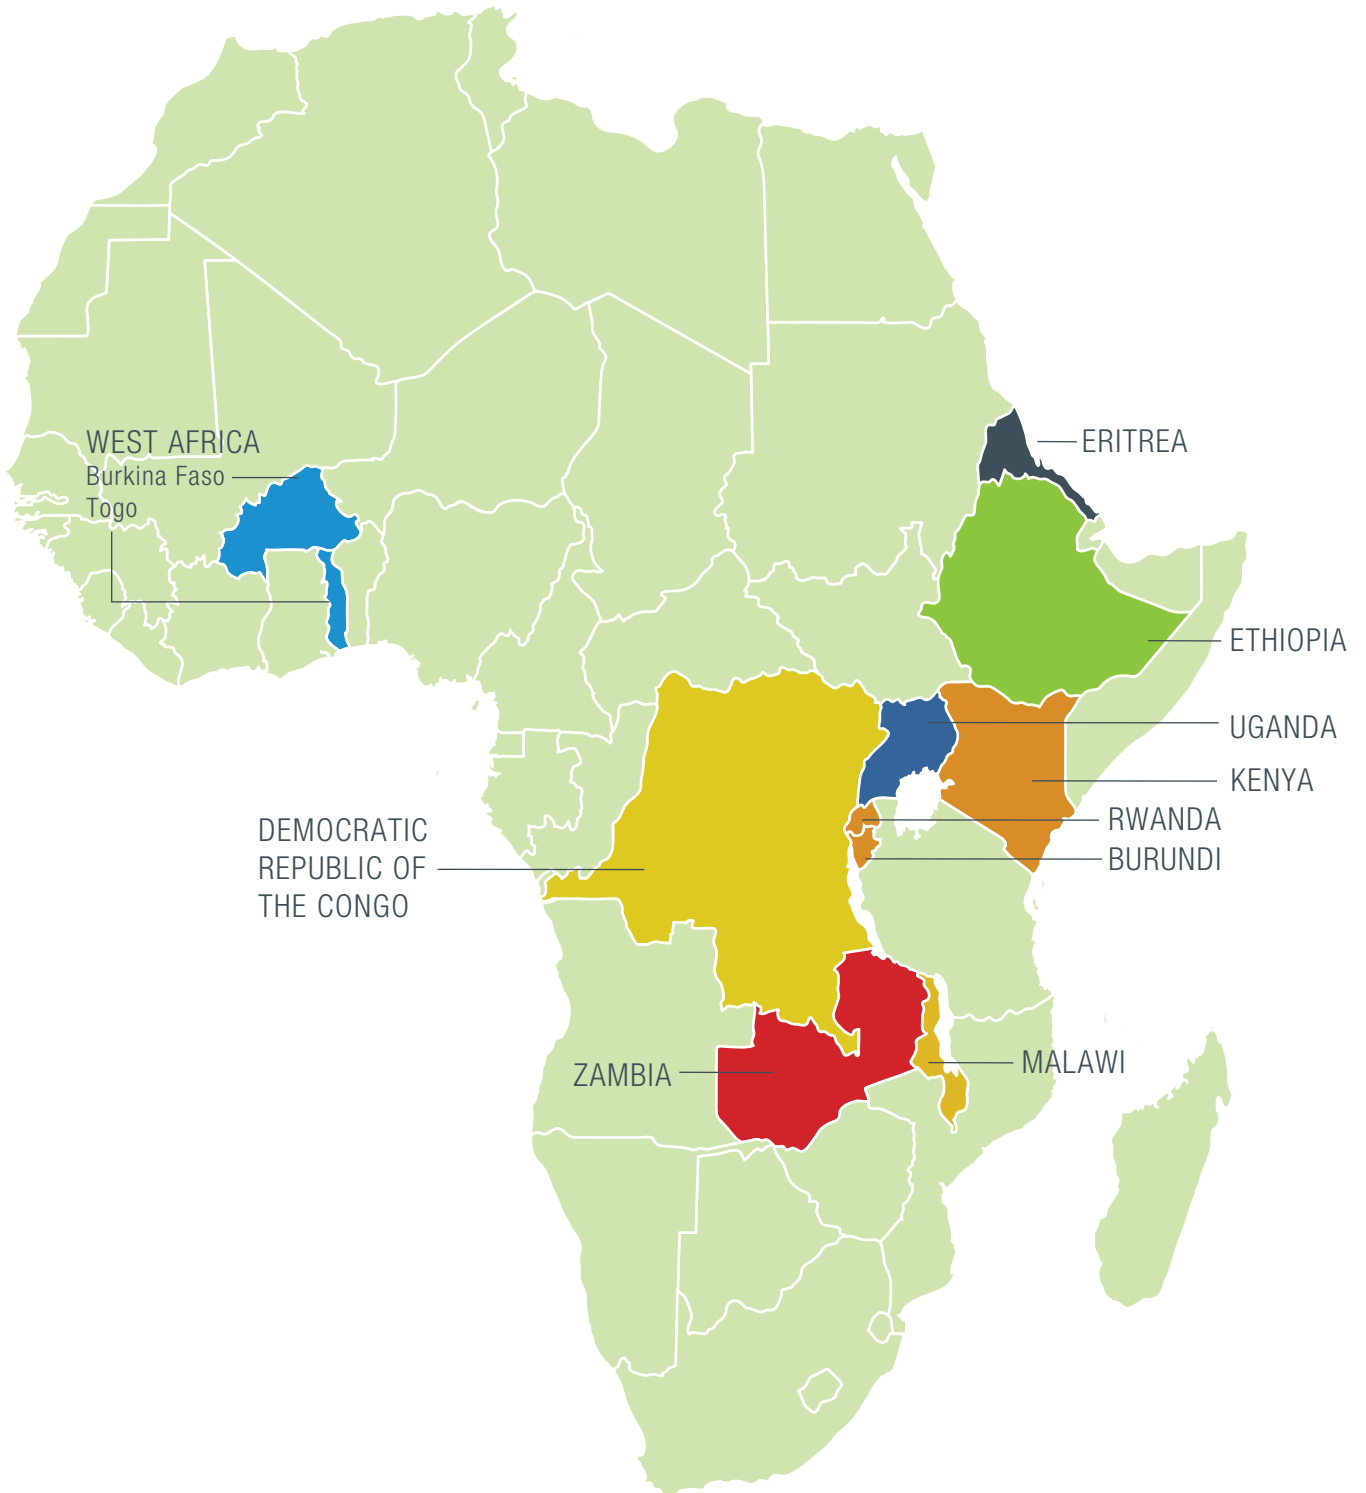 WEST AFRICA
Burkina Faso
Togo
ERITREA
ETHIOPIA
UGANDA
KENYA
RWANDA
BURUNDI
DEMOCRATIC
REPUBLIC OF
THE CONGO
ZAMBIA
MALAWI